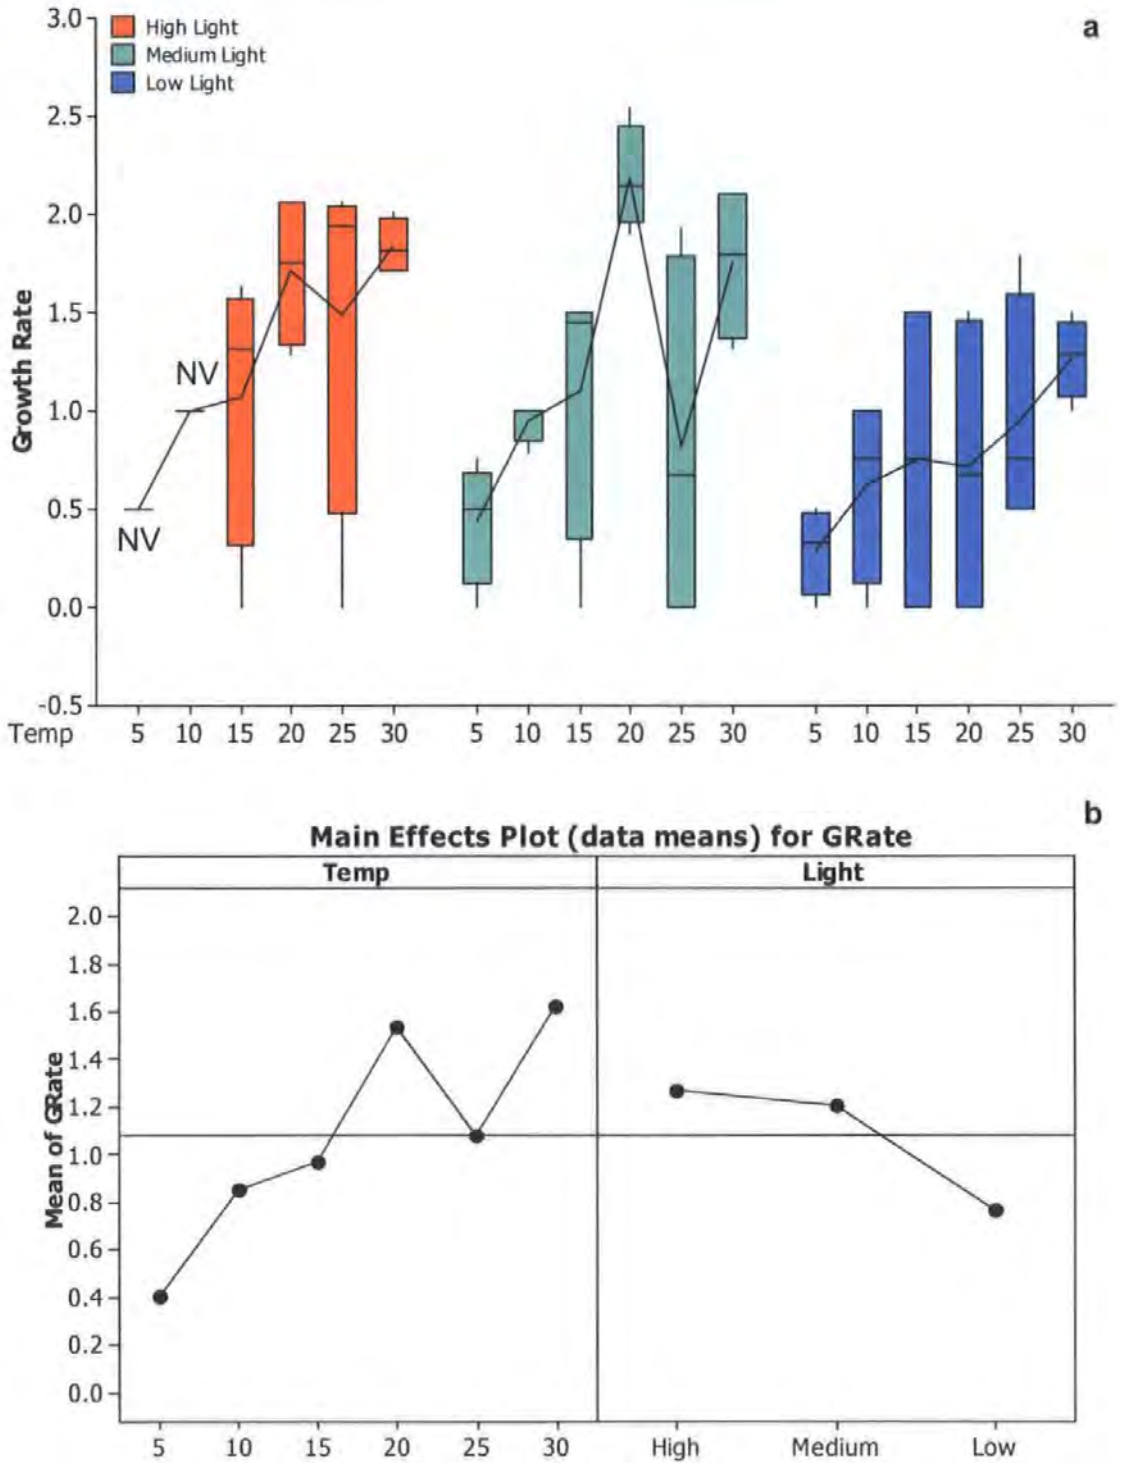 a
3.0
High Light
Medium Light
Low Light
2.5
2.0
1.5
1.0
0.5
0.0
-0.5
Growth Rate
NV
NV
Temp 5 10 15 20 25 30 5 10 15 20 25 30 5 10 15 20 25 30
b
Main Effects Plot (data means) for GRate
Temp Light
2.0
1.8
1.6
1.4
1.2
1.0
0.8
0.6
0.4
0.2
0.0
Mean of GRate
5 10 15 20 25 30 High Medium Low